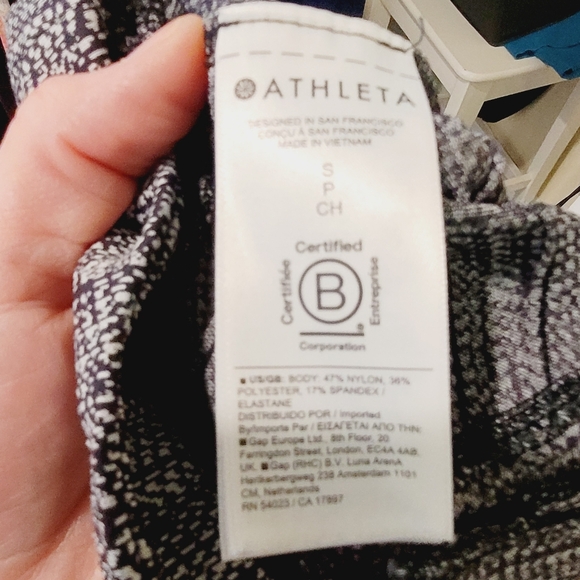 ATHLETA
DESIGNED IN SAN FRANCISCO
CONÇU À SAN FRANCISCO
MADE IN VIETNAM
S
P
CH
Certified
Certifiée
B
Entreprise
Corporation
■ US/GB: BODY: 47% NYLON, 36%
POLYESTER, 17% SPANDEX /
ELASTANE
DISTRIBUIDO POR / Imported
By/Importe Par / ΕΙΣΑΓΕΤΑΙ ΑΠΟ ΤΗΝ:
■ Gap Europe Ltd., 8th Floor, 20
Farringdon Street, London, EC4A 4AB,
UK, ■ Gap (RHC) B.V. Luna ArenA
Herikerbergweg 238 Amsterdam 1101
CM, Netherlands
RN 54023 / CA 17897